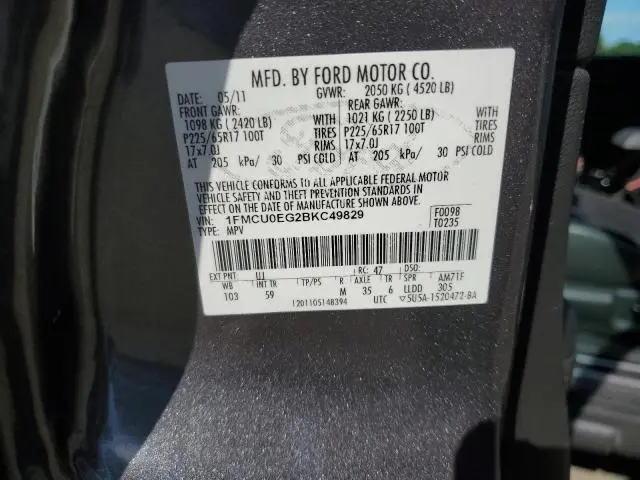 MFD. BY FORD MOTOR CO.
DATE: 05/11 GVWR: 2050 KG ( 4520 LB)
FRONT GAWR: REAR GAWR:
1098 KG ( 2420 LB) WITH 1021 KG ( 2250 LB) WITH
P225/65R17 100T TIRES P225/65R17 100T TIRES
17x7.0J RIMS 17x7.0J RIMS
AT 205 kPa/ 30 PSI COLD AT 205 kPa/ 30 PSI COLD
THIS VEHICLE CONFORMS TO ALL APPLICABLE FEDERAL MOTOR
VEHICLE SAFETY AND THEFT PREVENTION STANDARDS IN
EFFECT ON THE DATE OF MANUFACTURE SHOWN ABOVE.
VIN: 1FMCU0EG2BKC49829 F0098
TYPE: MPV T0235
EXT PNT: UJ RC: 47 DSO:
WB INT TR TP/PS R AXLE TR SPR AM71F
103 59 M 35 6 LLDD 305
1201105148394 UTC ▽5U5A-1520472-BA